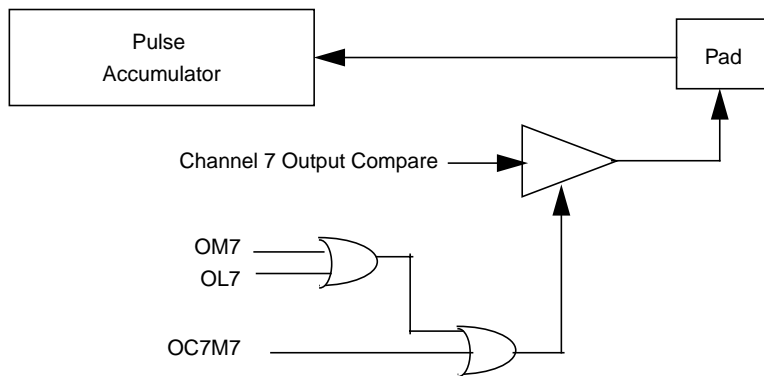 Pulse
Accumulator
Pad
Channel 7 Output Compare
OM7
OL7
OC7M7